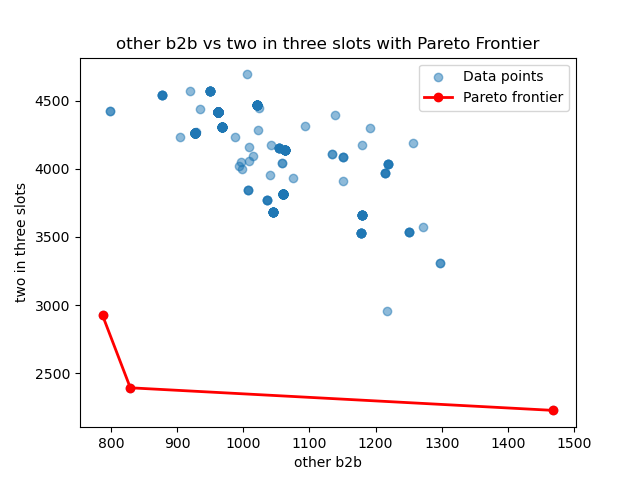 other b2b vs two in three slots with Pareto Frontier
Data points
Pareto frontier
two in three slots
4500
4000
3500
3000
2500
800 900 1000 1100 1200 1300 1400 1500
other b2b